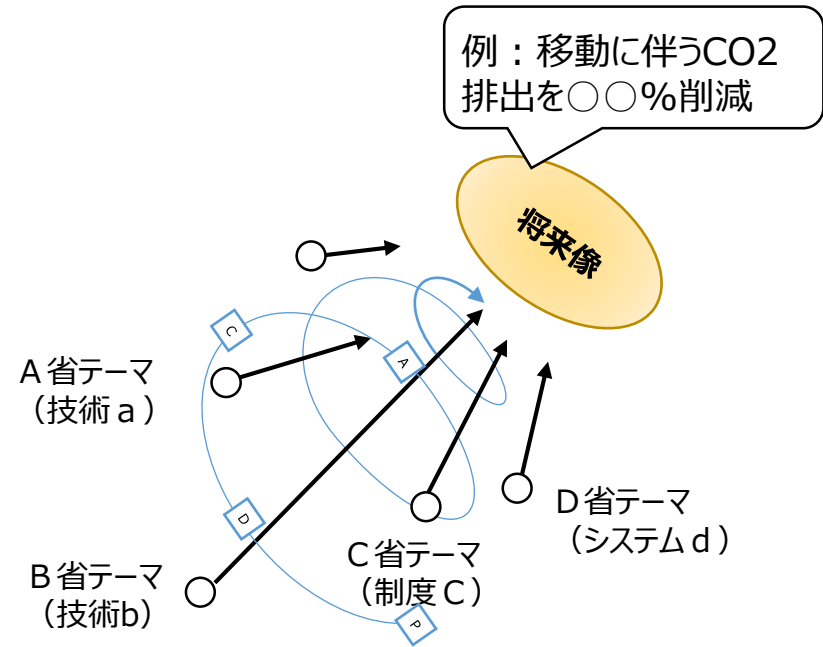 例：移動に伴うCO2
排出を○○%削減
将来像
C
A
A省テーマ
（技術a）
D
D省テーマ
（システムd）
C省テーマ
（制度C）
B省テーマ
（技術b）
P